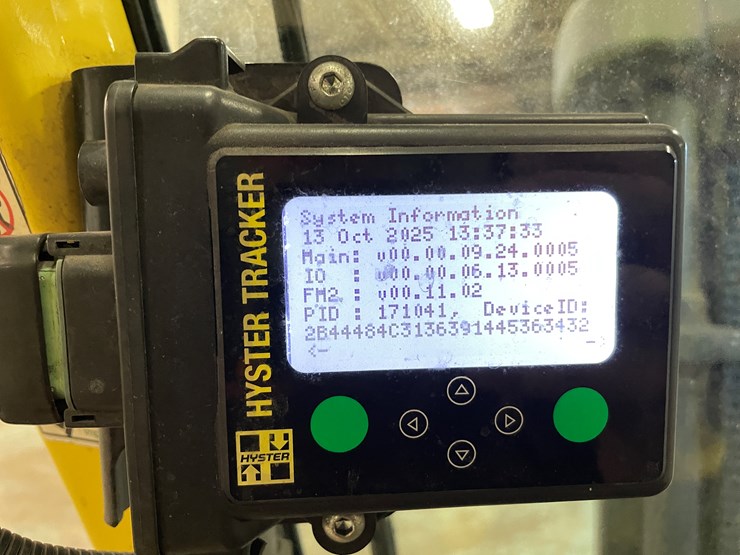 HYSTER TRACKER
System Information
13 Oct 2025 13:37:33
Main: v00.00.09.24.0005
IO  : v00.00.06.13.0005
FM2 : v00.11.02
PID : 171041, DeviceID:
2B44484C3136391445363432
<-                    ->
HYSTER